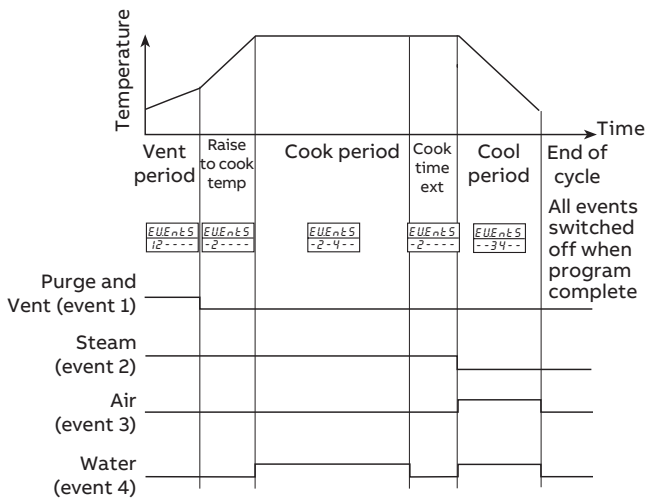 Temperature
Time
Vent
period
Raise
to cook
temp
Cook period
Cook
time
ext
Cool
period
End of
cycle
EVEntS
12----
EVEntS
-2----
EVEntS
-2-4--
EVEntS
-2----
EVEntS
--34--
All events
switched
off when
program
complete
Purge and
Vent (event 1)
Steam
(event 2)
Air
(event 3)
Water
(event 4)